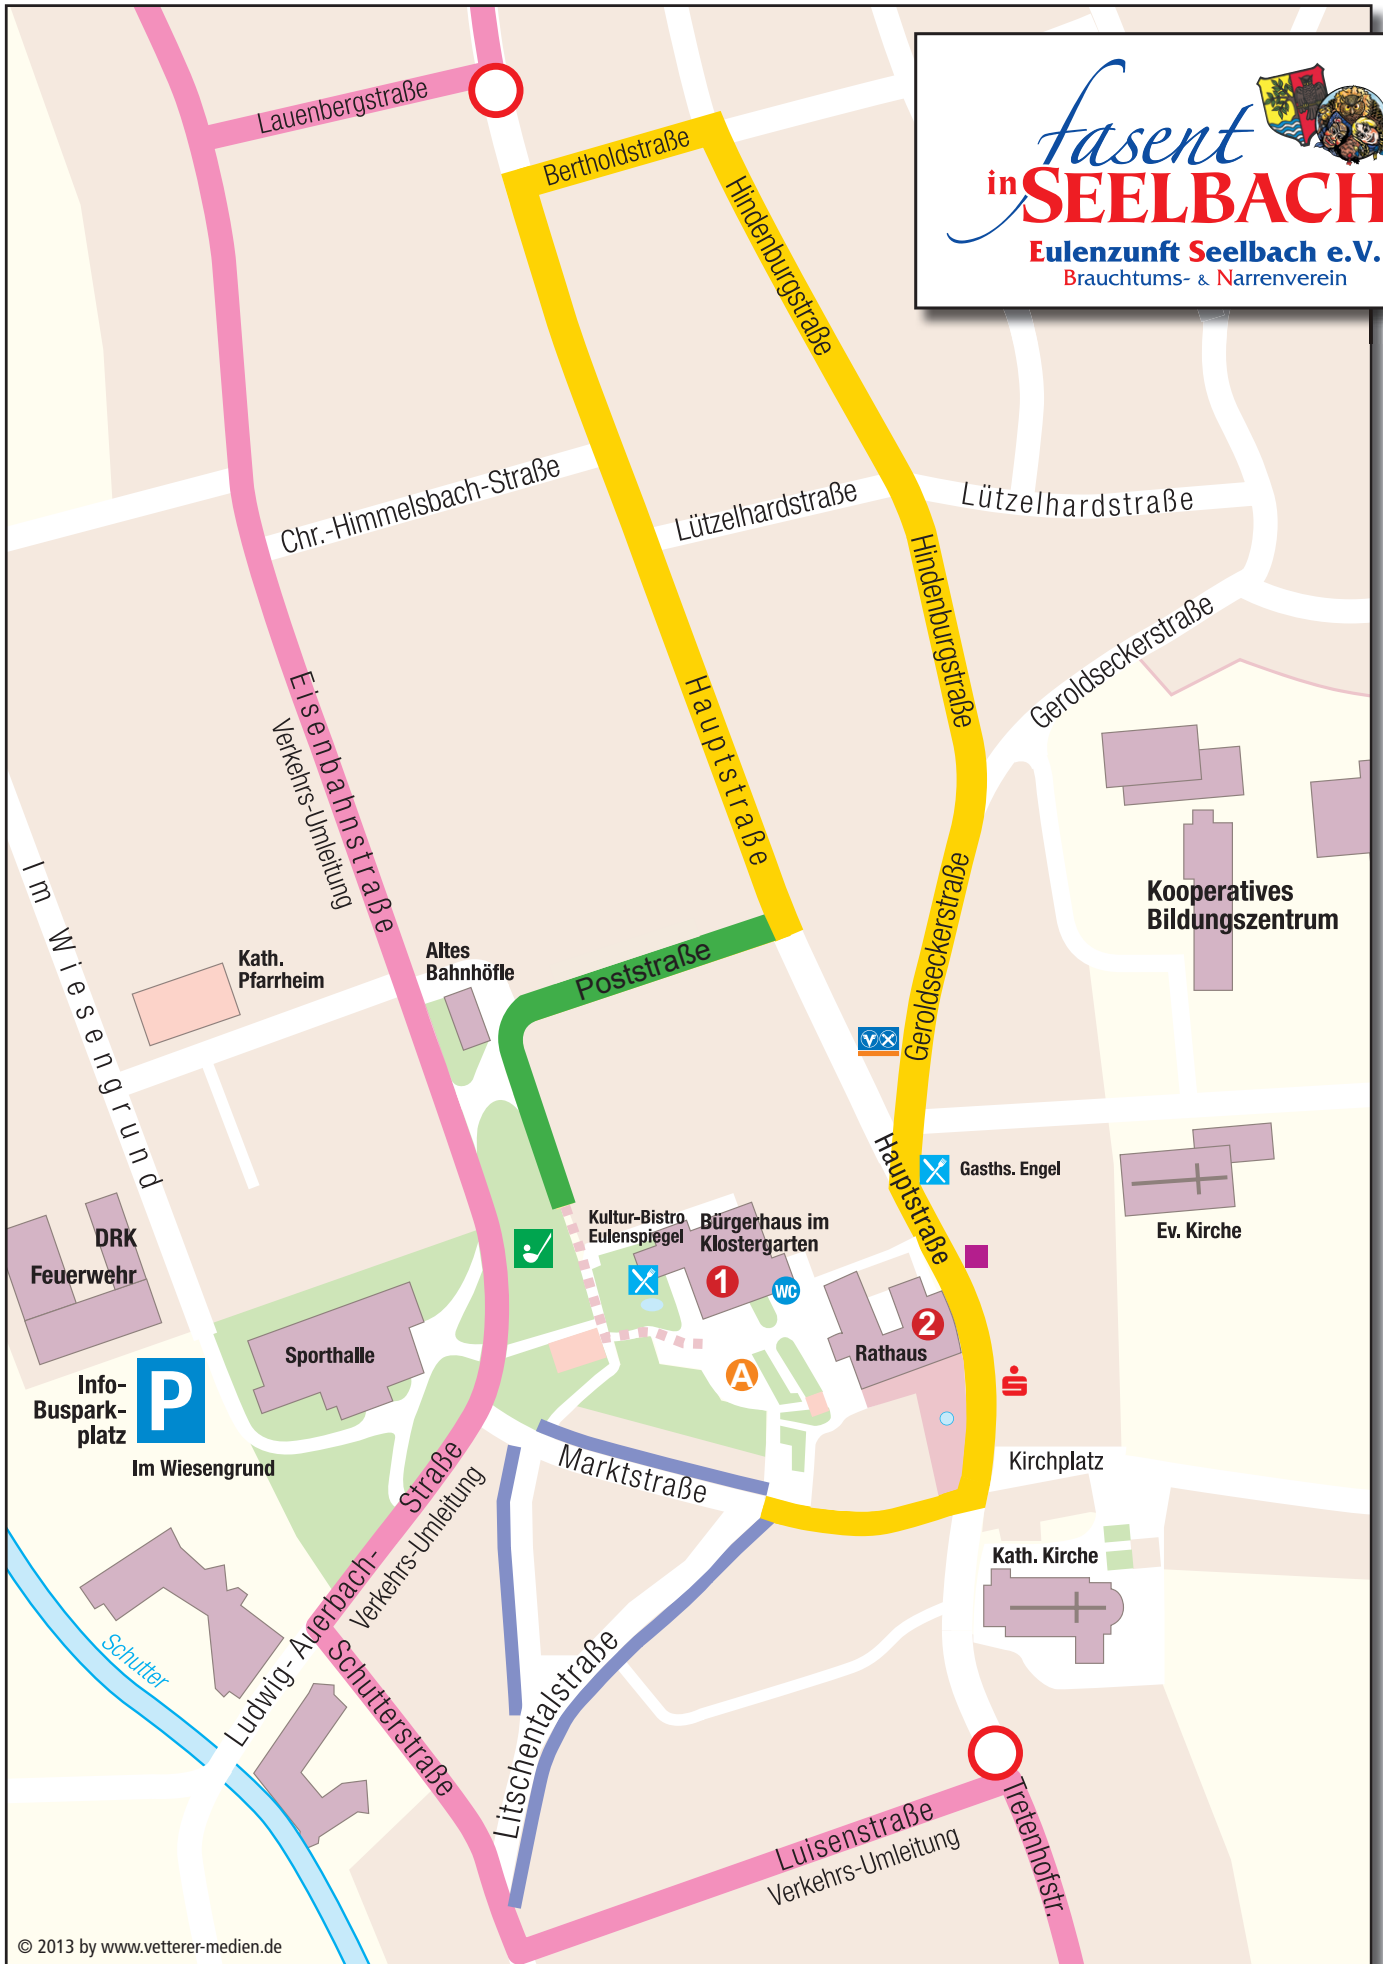 fasent
in SEELBACH
Eulenzunft Seelbach e.V.
Brauchtums- & Narrenverein
Lauenbergstraße
Bertholdstraße
Hindenburgstraße
Chr.-Himmelsbach-Straße
Lützelhardstraße
Lützelhardstraße
Hindenburgstraße
Geroldseckerstraße
Eisenbahnstraße
Verkehrs-Umleitung
Hauptstraße
Im Wiesengrund
Kooperatives
Bildungszentrum
Geroldseckerstraße
Kath.
Pfarrheim
Altes
Bahnhöfle
Poststraße
Hauptstraße
Gasths. Engel
Ev. Kirche
DRK
Feuerwehr
Kultur-Bistro
Eulenspiegel
Bürgerhaus im
Klostergarten
1
WC
2
Rathaus
Sporthalle
A
S
Info-
Buspark-
platz
P
Im Wiesengrund
Marktstraße
Kirchplatz
Kath. Kirche
Ludwig-Auerbach-Straße
Verkehrs-Umleitung
Schutter
Schutterstraße
Litschentalstraße
Luisenstraße
Verkehrs-Umleitung
Tretenhofstr.
© 2013 by www.vetterer-medien.de